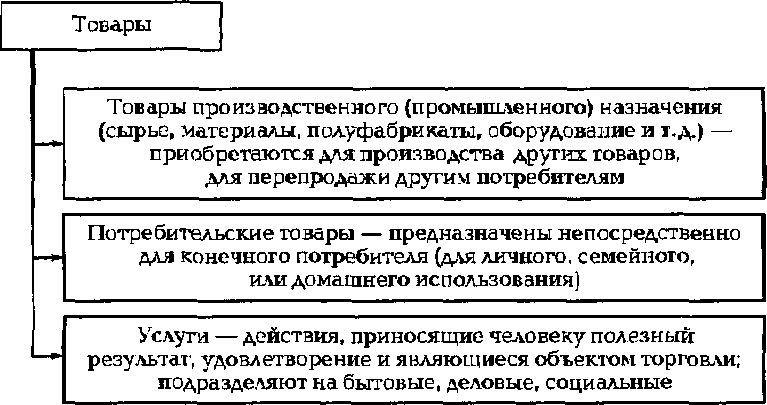 Товары
Товары производственного (промышленного) назначения
(сырье, материалы, полуфабрикаты, оборудование и т.д.) —
приобретаются для производства других товаров,
для перепродажи другим потребителям
Потребительские товары — предназначены непосредственно
для конечного потребителя (для личного, семейного,
или домашнего использования)
Услуги — действия, приносящие человеку полезный
результат, удовлетворение и являющиеся объектом торговли;
подразделяют на бытовые, деловые, социальные